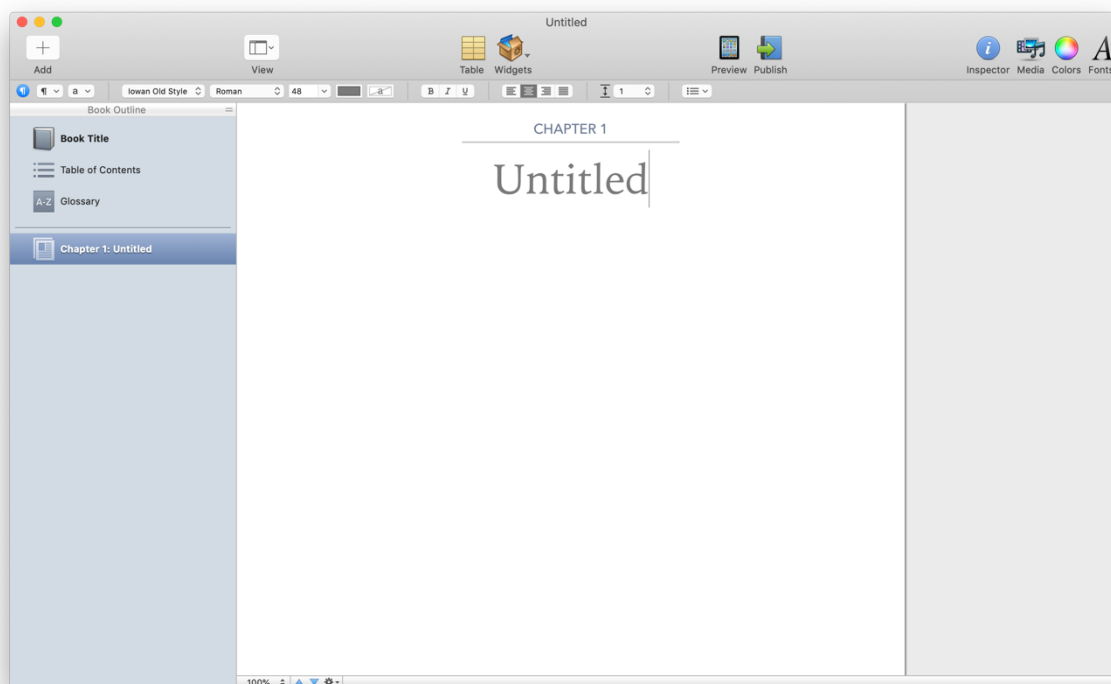 Untitled
Add
View
Table
Widgets
Preview
Publish
Inspector
Media
Colors
Fonts
¶ ¶ a Iowan Old Style Roman 48 a B I U 1
Book Outline
Book Title
Table of Contents
A-Z Glossary
Chapter 1: Untitled
CHAPTER 1
Untitled
100%